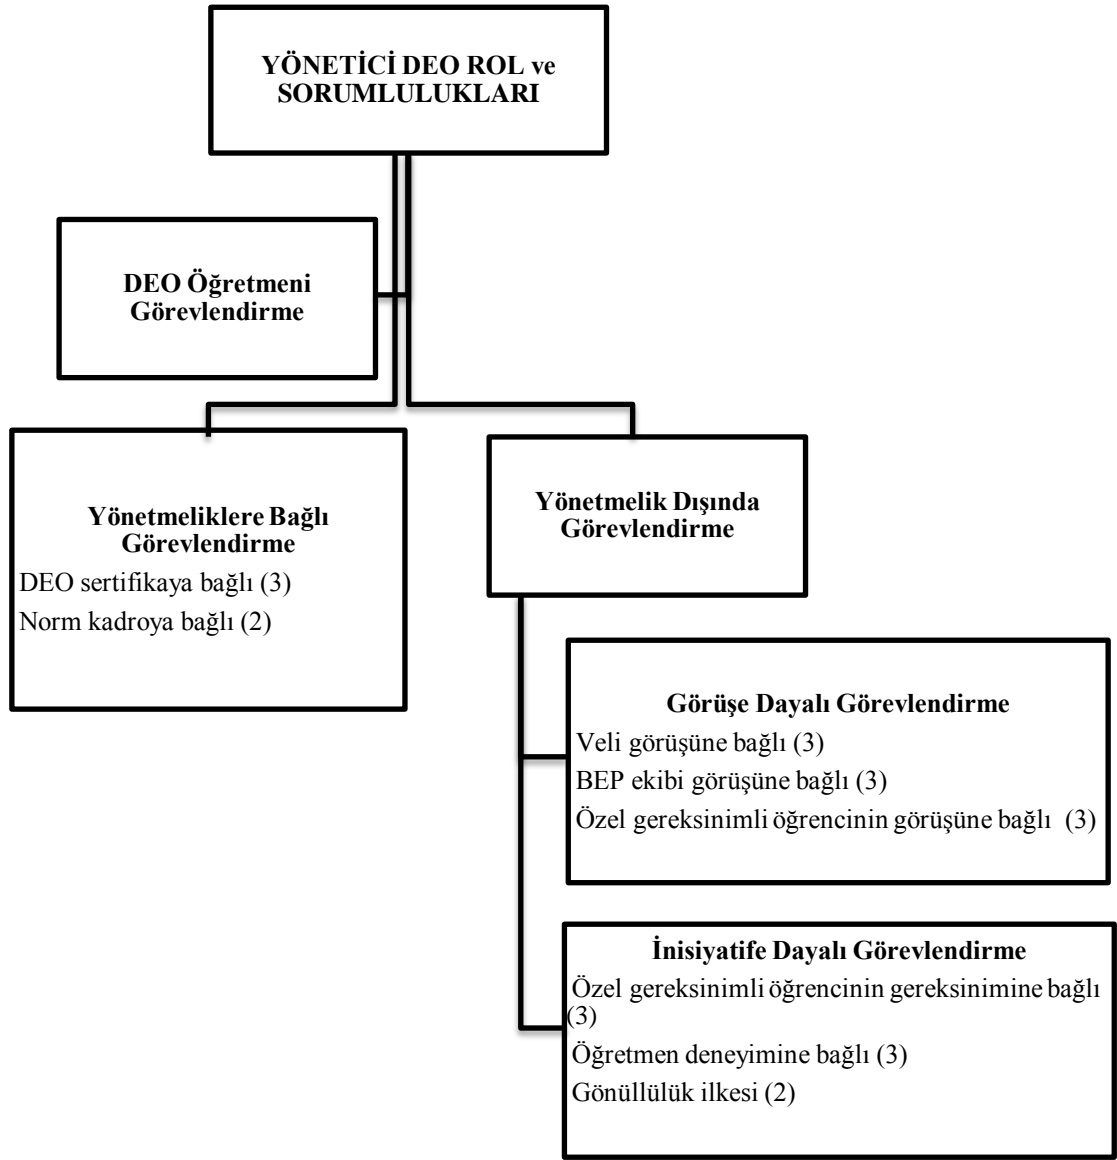 YÖNETİCİ DEO ROL ve
SORUMLULUKLARI
DEO Öğretmeni
Görevlendirme
Yönetmeliklere Bağlı
Görevlendirme
DEO sertifikaya bağlı (3)
Norm kadroya bağlı (2)
Yönetmelik Dışında
Görevlendirme
Görüşe Dayalı Görevlendirme
Veli görüşüne bağlı (3)
BEP ekibi görüşüne bağlı (3)
Özel gereksinimli öğrencinin görüşüne bağlı (3)
İnisiyatife Dayalı Görevlendirme
Özel gereksinimli öğrencinin gereksinimine bağlı
(3)
Öğretmen deneyimine bağlı (3)
Gönüllülük ilkesi (2)